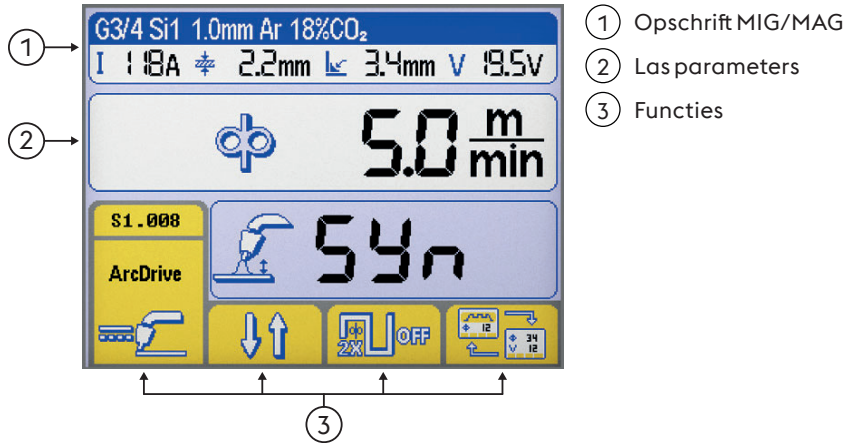 G3/4 Si1 1.0mm Ar 18%CO₂
I 118A 2.2mm 3.4mm V 19.5V
5.0 m/min
S1.008
Syn
ArcDrive
2X OFF
12
34
V 12
1 Opschrift MIG/MAG
2 Las parameters
3 Functies
1
2
3